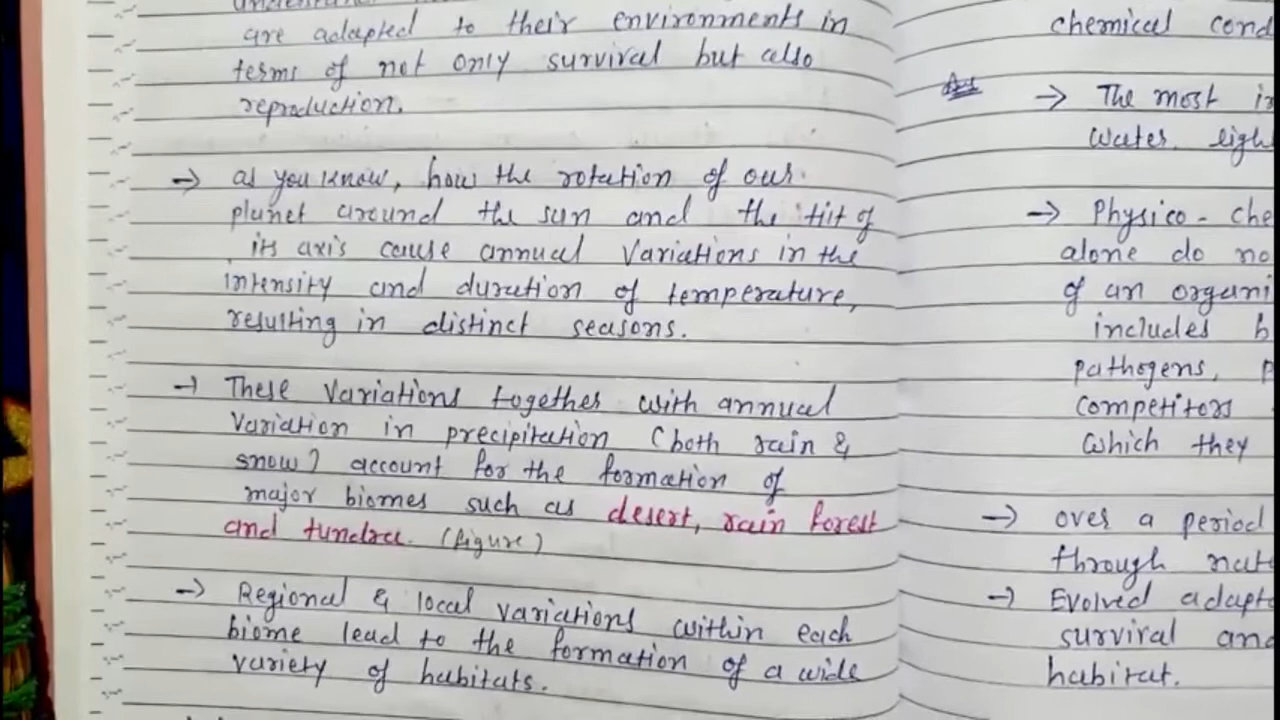 are adapted to their environments in
terms of not only survival but also
reproduction.
→ as you know, how the rotation of our
planet around the sun and the tilt of
its axis cause annual variations in the
intensity and duration of temperature,
resulting in distinct seasons.
→ These variations together with annual
variation in precipitation (both rain &
snow) account for the formation of
major biomes such as desert, rain forest
and tundra. (figure)
→ Regional & local variations within each
biome lead to the formation of a wide
variety of habitats.
chemical cond
→ The most
water, ligh
→ Physico-che
alone do no
of an organi
includes b
pathogens, p
competitors
which they
→ over a period
through nat
→ Evolved adapt
survival and
habitat.